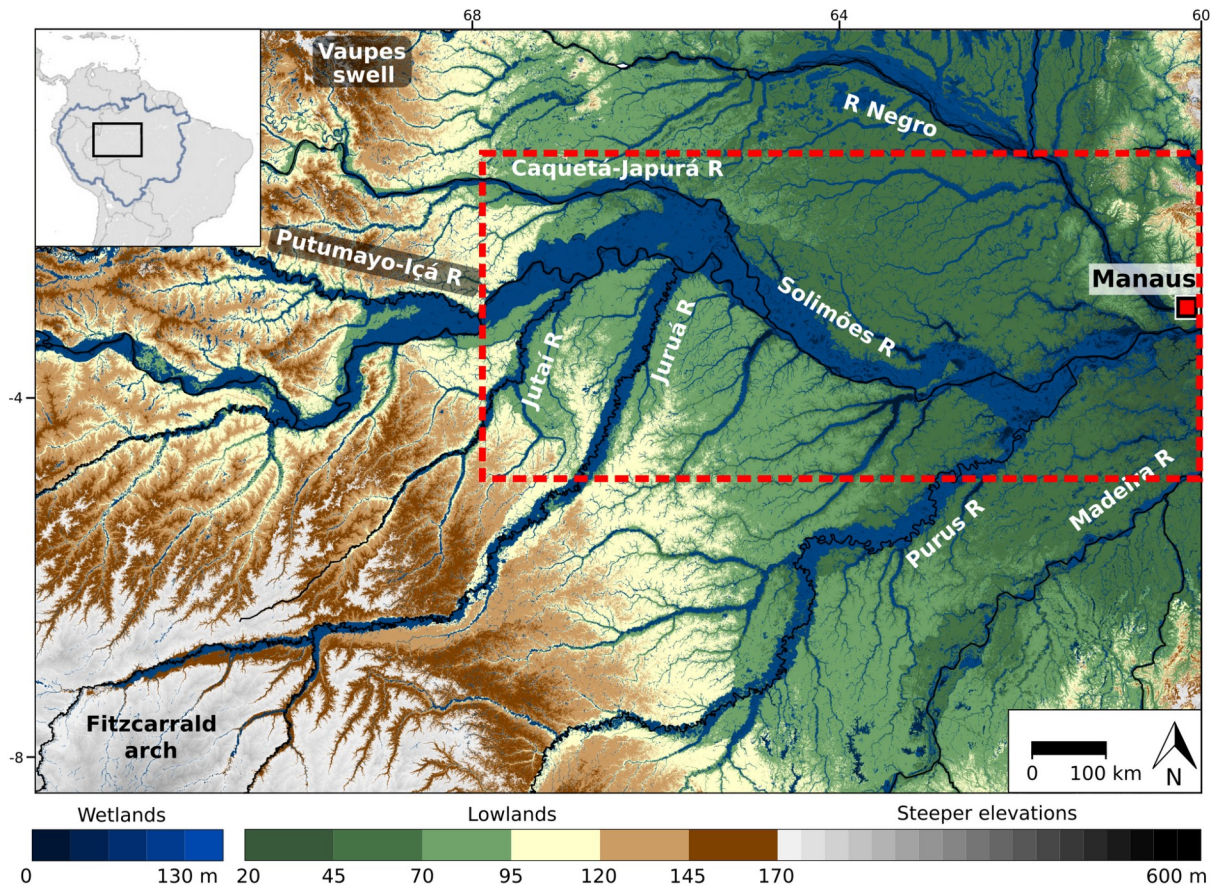 68
64
60
Vaupes
swell
R Negro
Caquetá-Japurá R
Putumayo-Içá R
Manaus
Solimões R
Jutaí R
Juruá R
-4
Madeira R
Purus R
Fitzcarrald
arch
-8
0 100 km
N
Wetlands
Lowlands
Steeper elevations
0
130 m
20
45
70
95
120
145
170
600 m